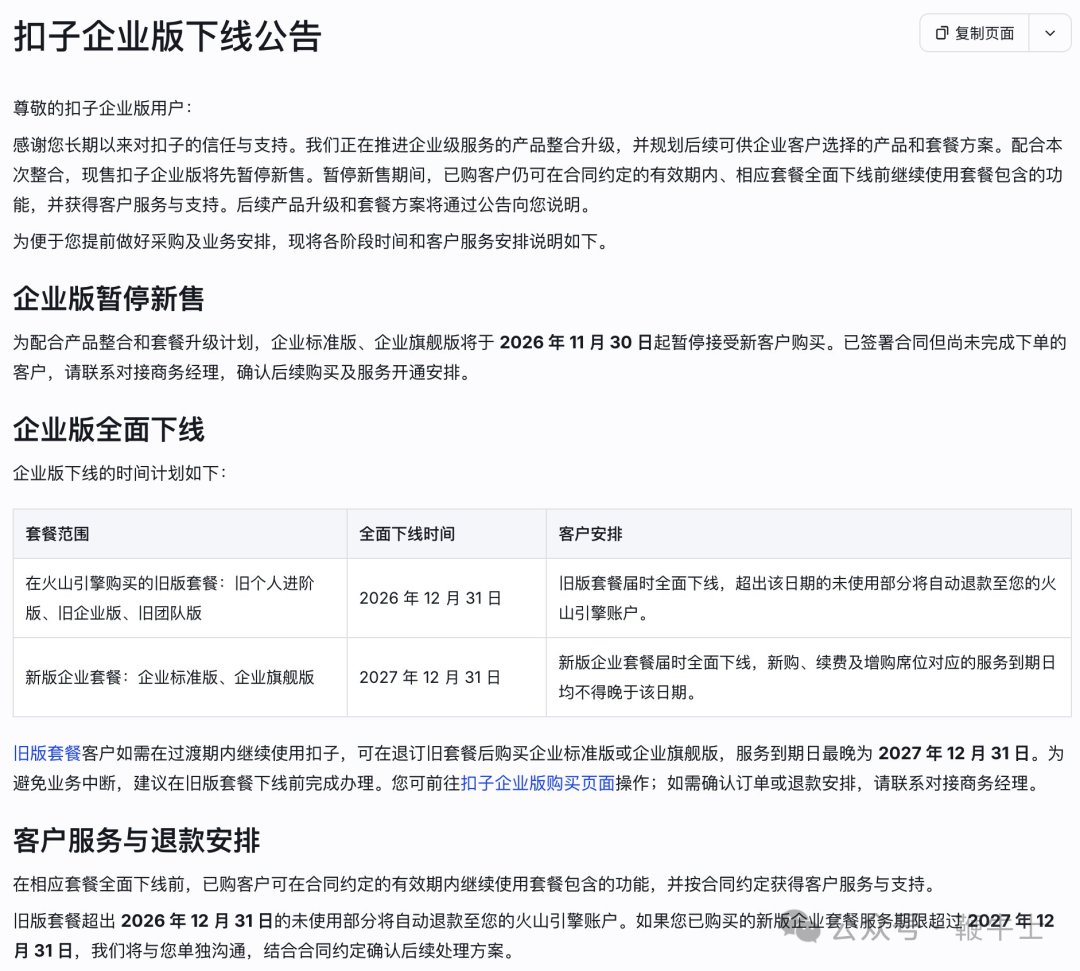 扣子企业版下线公告
复制页面
尊敬的扣子企业版用户：
感谢您长期以来对扣子的信任与支持。我们正在推进企业级服务的产品整合升级，并规划后续可供企业客户选择的产品和套餐方案。配合本
次整合，现售扣子企业版将先暂停新售。暂停新售期间，已购客户仍可在合同约定的有效期内、相应套餐全面下线前继续使用套餐包含的功
能，并获得客户服务与支持。后续产品升级和套餐方案将通过公告向您说明。
为便于您提前做好采购及业务安排，现将各阶段时间和客户服务安排说明如下。
企业版暂停新售
为配合产品整合和套餐升级计划，企业标准版、企业旗舰版将于 2026 年 11 月 30 日起暂停接受新客户购买。已签署合同但尚未完成下单的
客户，请联系对接商务经理，确认后续购买及服务开通安排。
企业版全面下线
企业版下线的时间计划如下：
套餐范围 全面下线时间 客户安排
在火山引擎购买的旧版套餐：旧个人进阶
版、旧企业版、旧团队版
2026 年 12 月 31 日
旧版套餐届时全面下线，超出该日期的未使用部分将自动退款至您的火
山引擎账户。
新版企业套餐：企业标准版、企业旗舰版
2027 年 12 月 31 日
新版企业套餐届时全面下线，新购、续费及增购席位对应的服务到期日
均不得晚于该日期。
旧版套餐客户如需在过渡期内继续使用扣子，可在退订旧套餐后购买企业标准版或企业旗舰版，服务到期日最晚为 2027 年 12 月 31 日。为
避免业务中断，建议在旧版套餐下线前完成办理。您可前往扣子企业版购买页面操作；如需确认订单或退款安排，请联系对接商务经理。
客户服务与退款安排
在相应套餐全面下线前，已购客户可在合同约定的有效期内继续使用套餐包含的功能，并按合同约定获得客户服务与支持。
旧版套餐超出 2026 年 12 月 31 日的未使用部分将自动退款至您的火山引擎账户。如果您已购买的新版企业套餐服务期限超过 2027 年 12
月 31 日，我们将与您单独沟通，结合合同约定确认后续处理方案。
公众号 鞭牛士